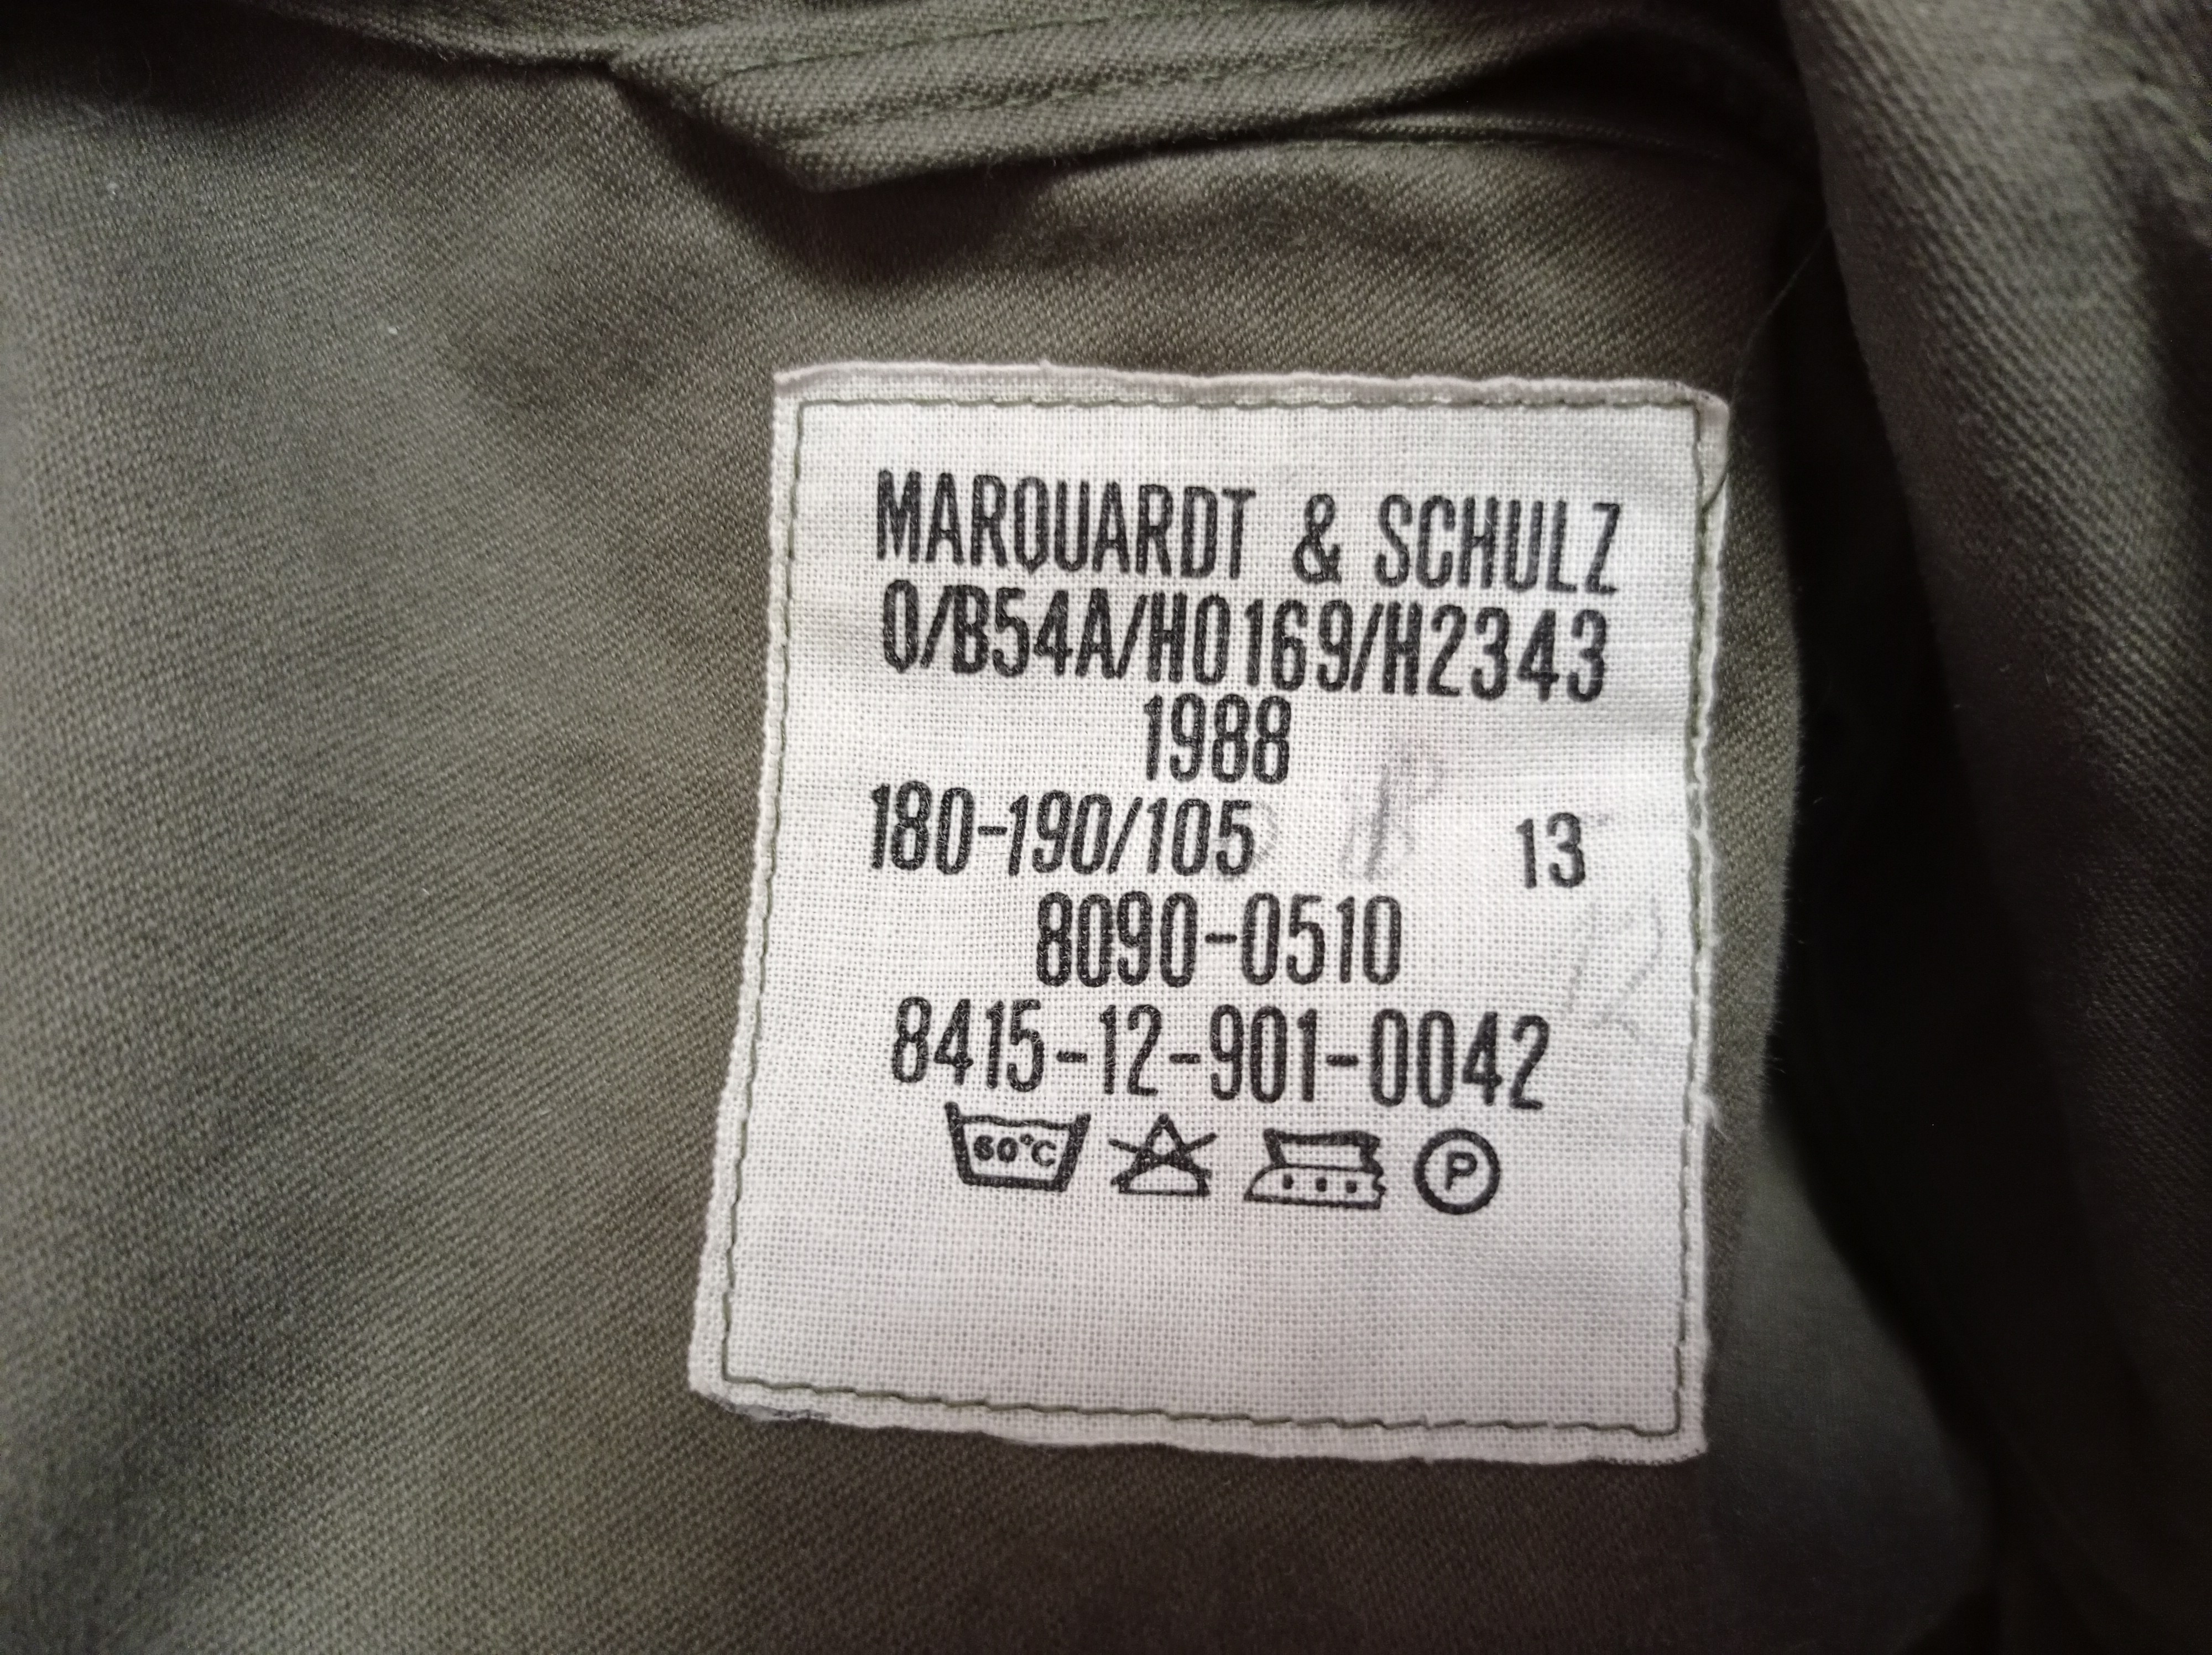 MARQUARDT & SCHULZ
0/B54A/H0169/H2343
1988
180-190/105 13
8090-0510
8415-12-901-0042
60°C P